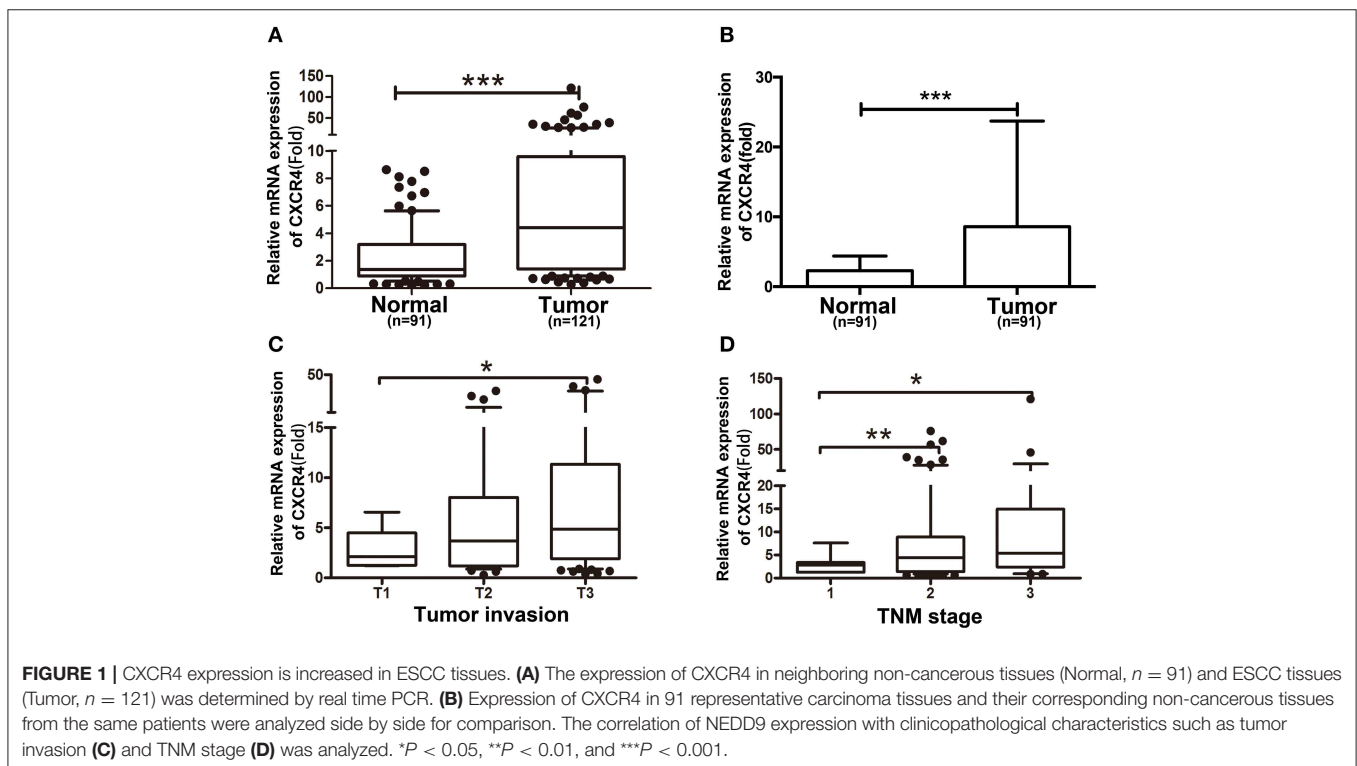 A
Relative mRNA expression
of CXCR4(Fold)
150
100
50
10
8
6
4
2
0
***
Normal
(n=91)
Tumor
(n=121)
B
Relative mRNA expression
of CXCR4(fold)
30
20
10
0
***
Normal
(n=91)
Tumor
(n=91)
C
Relative mRNA expression
of CXCR4(Fold)
50
15
10
5
0
*
T1
T2
T3
Tumor invasion
D
Relative mRNA expression
of CXCR4(Fold)
150
100
50
20
15
10
5
0
*
**
1
2
3
TNM stage
FIGURE 1 | CXCR4 expression is increased in ESCC tissues. (A) The expression of CXCR4 in neighboring non-cancerous tissues (Normal, n = 91) and ESCC tissues
(Tumor, n = 121) was determined by real time PCR. (B) Expression of CXCR4 in 91 representative carcinoma tissues and their corresponding non-cancerous tissues
from the same patients were analyzed side by side for comparison. The correlation of NEDD9 expression with clinicopathological characteristics such as tumor
invasion (C) and TNM stage (D) was analyzed. *P < 0.05, **P < 0.01, and ***P < 0.001.